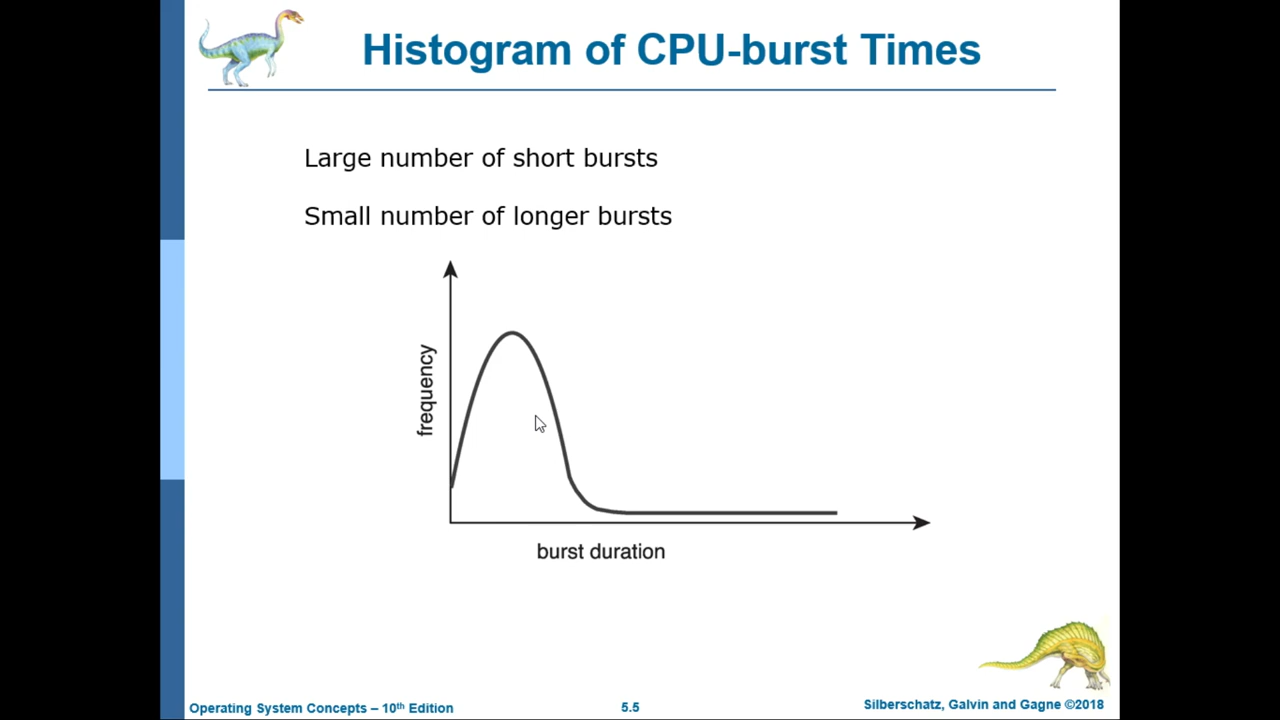 Histogram of CPU-burst Times
Large number of short bursts
Small number of longer bursts
frequency
burst duration
Operating System Concepts – 10th Edition
5.5
Silberschatz, Galvin and Gagne ©2018